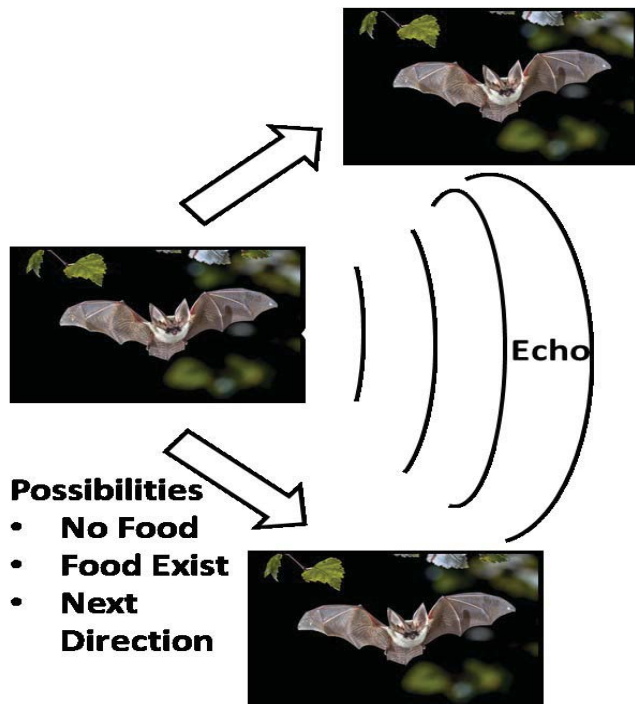 Echo
Possibilities
• No Food
• Food Exist
• Next
Direction